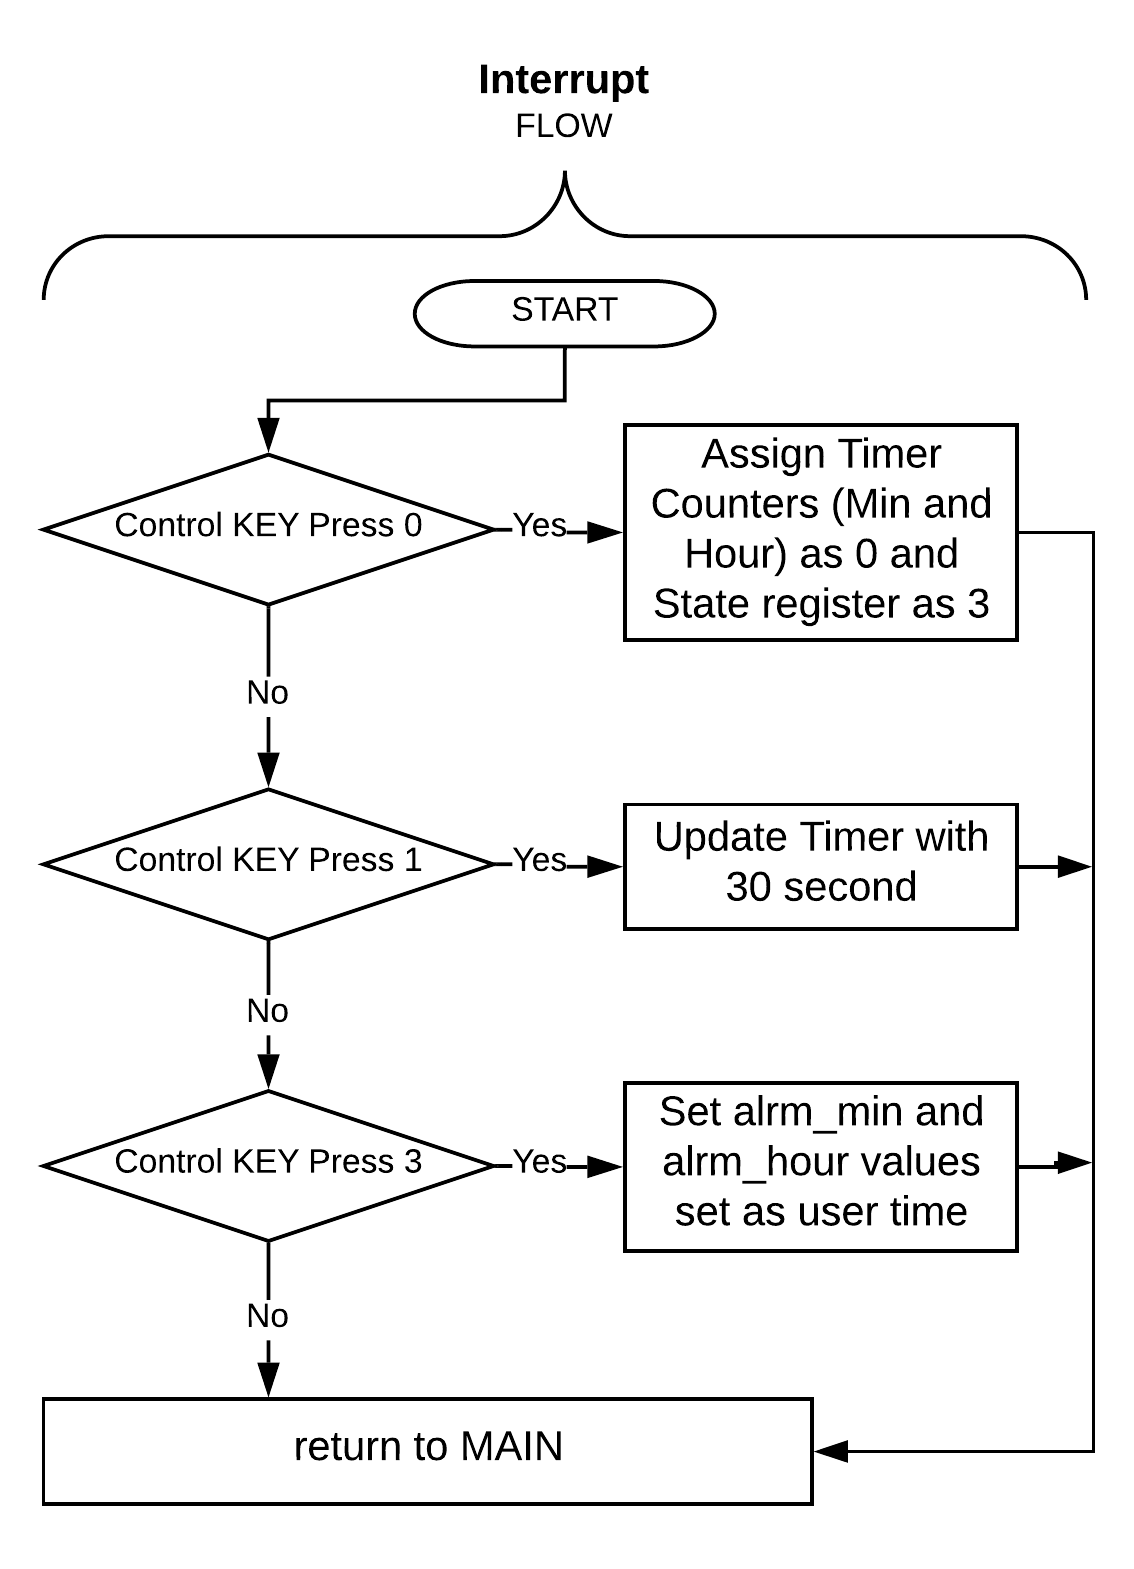 Interrupt
FLOW
START
Control KEY Press 0
Yes
Assign Timer
Counters (Min and
Hour) as 0 and
State register as 3
No
Control KEY Press 1
Yes
Update Timer with
30 second
No
Control KEY Press 3
Yes
Set alrm_min and
alrm_hour values
set as user time
No
return to MAIN